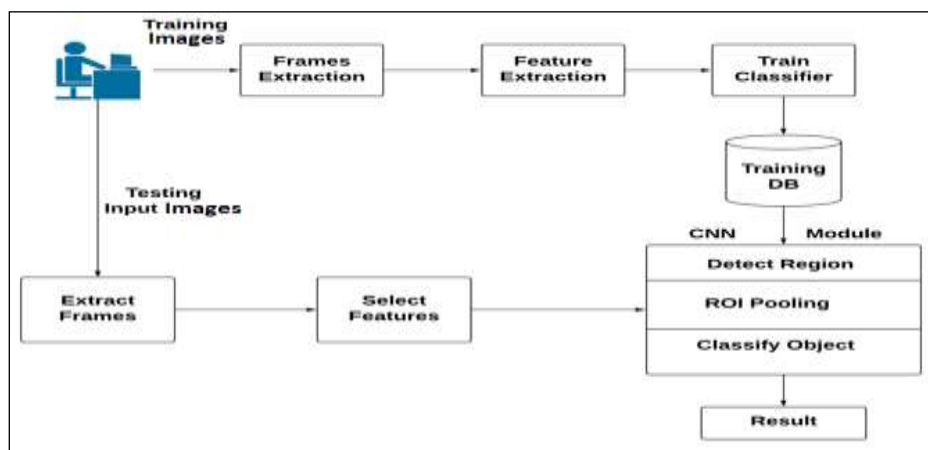 Training
Images
Frames
Extraction
Feature
Extraction
Train
Classifier
Training
DB
Testing
Input Images
CNN Module
Detect Region
Extract
Frames
Select
Features
ROI Pooling
Classify Object
Result